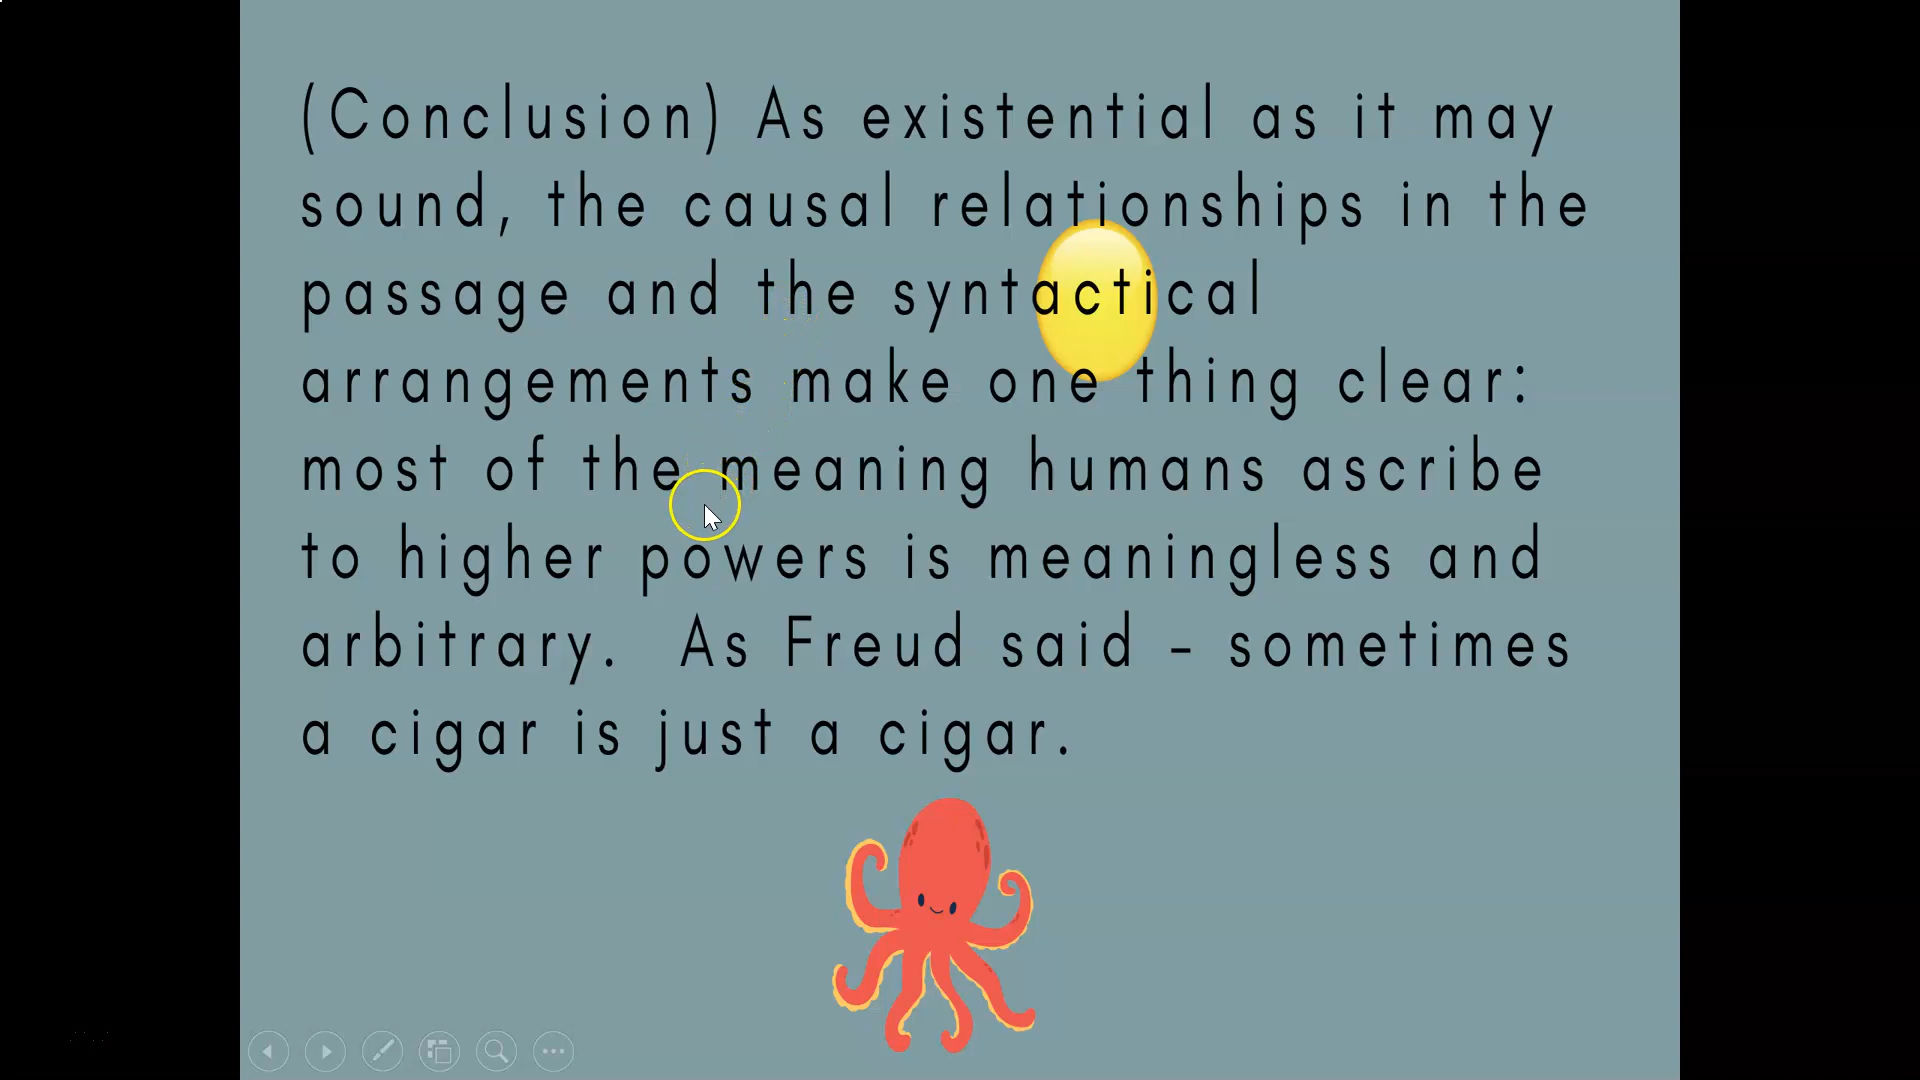 (Conclusion) As existential as it may
sound, the causal relationships in the
passage and the syntactical
arrangements make one thing clear:
most of the meaning humans ascribe
to higher powers is meaningless and
arbitrary.  As Freud said – sometimes
a cigar is just a cigar.